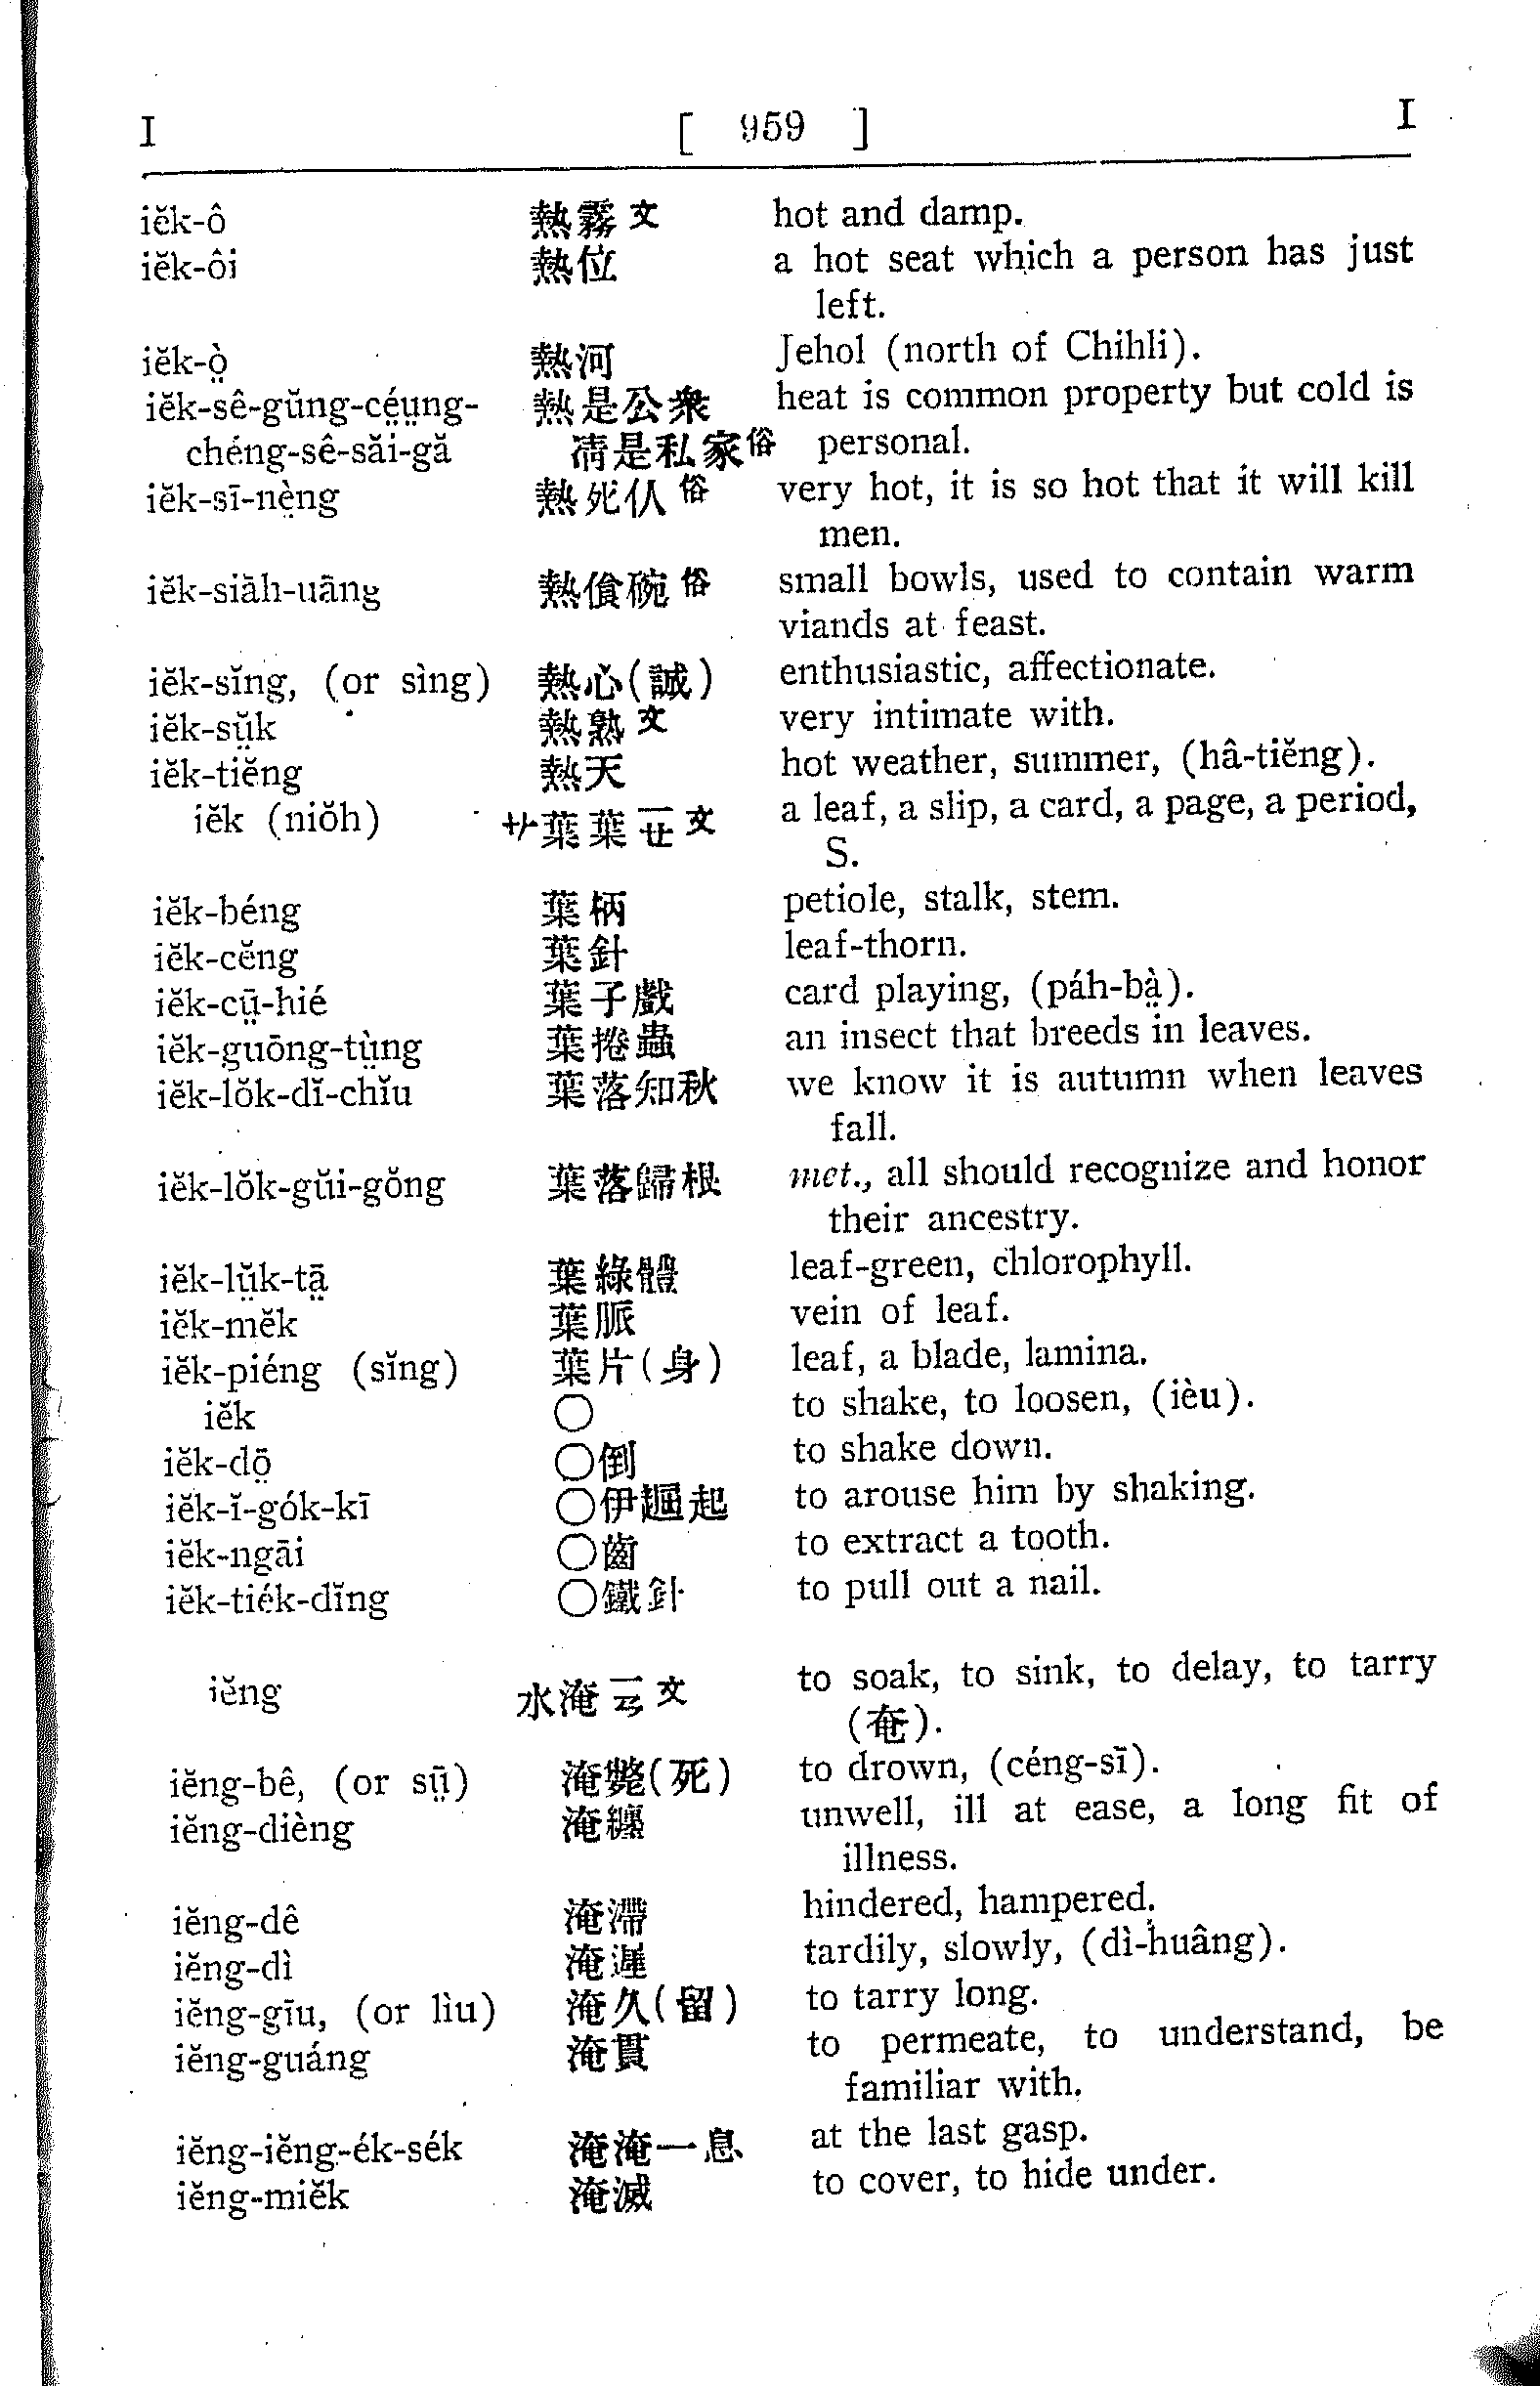 I [ 959 ] I
iĕk-ô 熱霧文 hot and damp.
iĕk-ôi 熱位 a hot seat which a person has just
left.
iĕk-ò̤ 熱河 Jehol (north of Chihli).
iĕk-sê-gŭng-cé̤ṳng- 熱是公衆 heat is common property but cold is
chéng-sê-săi-gă 凊是私家俗 personal.
iĕk-sī-nè̤ng 熱死仈俗 very hot, it is so hot that it will kill
men.
iĕk-siāh-uāng 熱飡碗俗 small bowls, used to contain warm
viands at feast.
iĕk-sĭng, (or sìng) 熱心(誠) enthusiastic, affectionate.
iĕk-sṳ̆k 熱熟文 very intimate with.
iĕk-tiĕng 熱天 hot weather, summer, (hâ-tiĕng).
iĕk (niŏh) 艹葉葉 文 a leaf, a slip, a card, a page, a period,
S.
iĕk-béng 葉柄 petiole, stalk, stem.
iĕk-cĕng 葉針 leaf-thorn.
iĕk-cṳ̄-hié 葉子戲 card playing, (páh-bà̤).
iĕk-guōng-tṳ̀ng 葉捲蟲 an insect that breeds in leaves.
iĕk-lŏk-dĭ-chĭu 葉落知秋 we know it is autumn when leaves
fall.
iĕk-lŏk-gŭi-gŏng 葉落歸根 met., all should recognize and honor
their ancestry.
iĕk-lṳ̆k-tā̤ 葉綠體 leaf-green, chlorophyll.
iĕk-mĕk 葉脈 vein of leaf.
iĕk-piéng (sĭng) 葉片(身) leaf, a blade, lamina.
iĕk ◯ to shake, to loosen, (ièu).
iĕk-dō̤ ◯倒 to shake down.
iĕk-ĭ-gók-kī ◯伊 起 to arouse him by shaking.
iĕk-ngāi ◯齒 to extract a tooth.
iĕk-tiék-dĭng ◯鐵針 to pull out a nail.
iĕng 水淹 文 to soak, to sink, to delay, to tarry
(奄).
iĕng-bê, (or sṳ̄) 淹斃(死) to drown, (céng-sī).
iĕng-dièng 淹纏 unwell, ill at ease, a long fit of
illness.
iĕng-dê 淹滯 hindered, hampered.
iĕng-dì 淹遲 tardily, slowly, (dì-huâng).
iĕng-gīu, (or lìu) 淹久(留) to tarry long.
iĕng-guáng 淹貫 to permeate, to understand, be
familiar with.
iĕng-iĕng-ék-sék 淹淹一息 at the last gasp.
iĕng-miĕk 淹滅 to cover, to hide under.